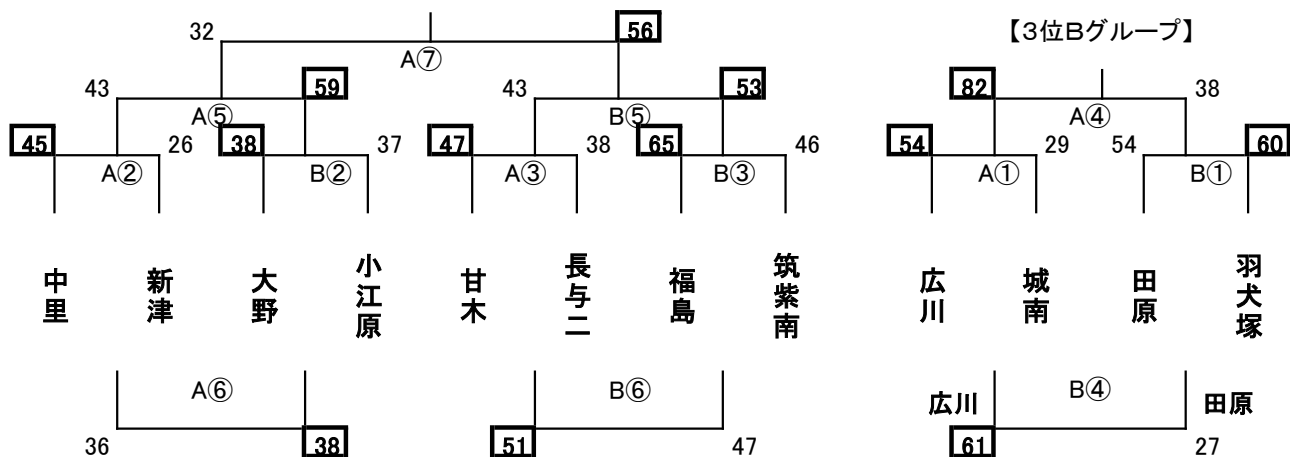 32 56 【3位Bグループ】
A⑦
43 59 43 53 82 38
A⑤ B⑤ A④
45 26 38 37 47 38 65 46 54 29 54 60
A② B② A③ B③ A① B①
中里 新津 大野 小江原 甘木 長与二 福島 筑紫南 広川 城南 田原 羽犬塚
A⑥ B⑥ 広川 B④ 田原
36 38 51 47 61 27